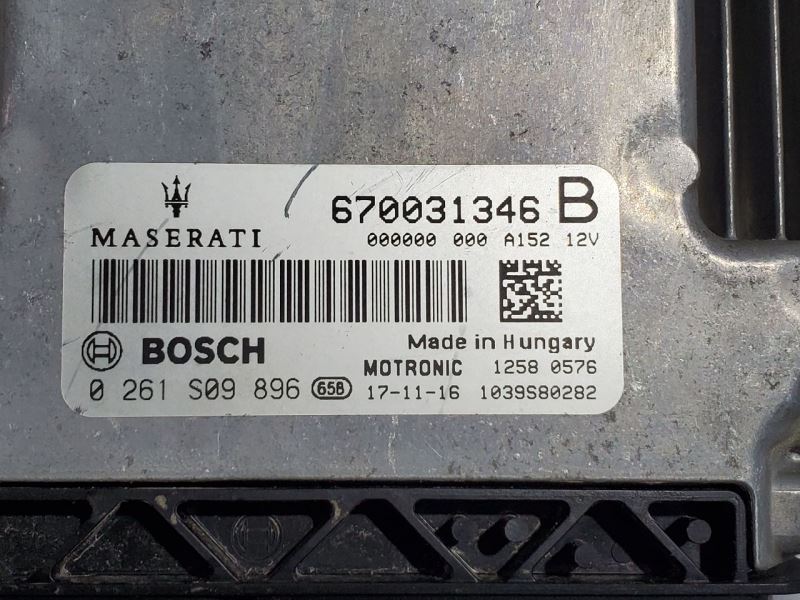 670031346 B
MASERATI 000000 000 A152 12V
BOSCH Made in Hungary
MOTRONIC 1258 0576
0 261 S09 896 658 17-11-16 1039S80282